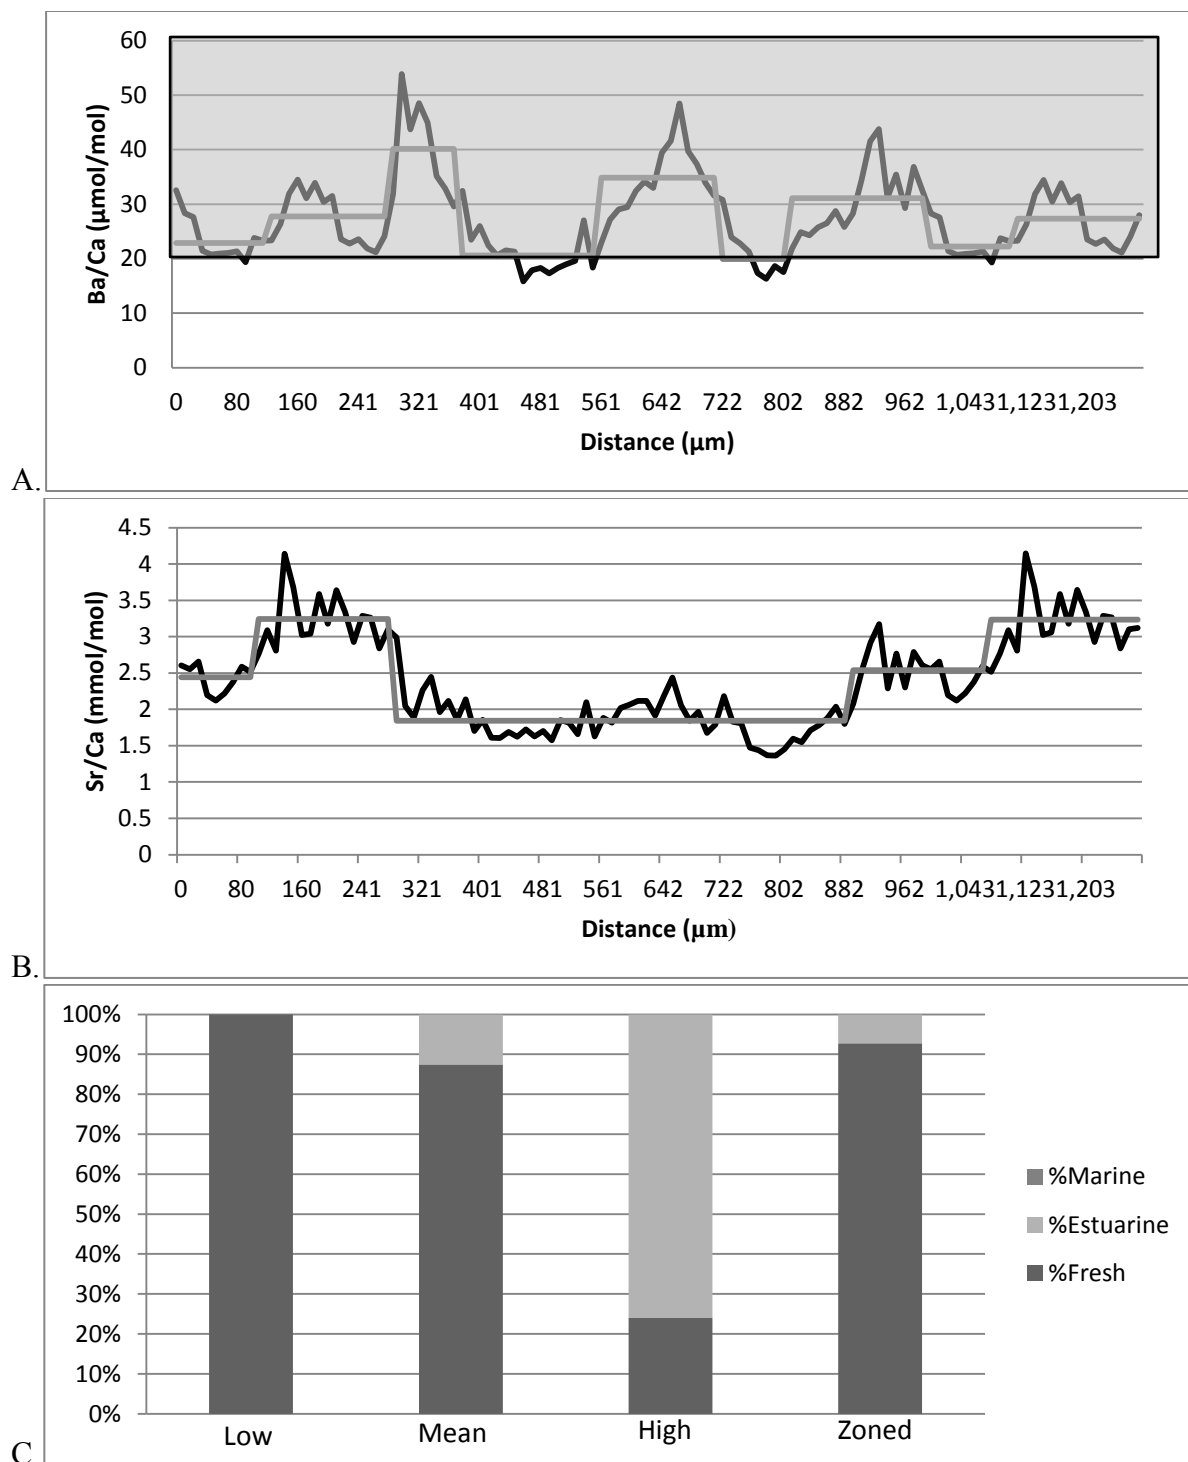 60
50
40
30
20
10
0
Ba/Ca (µmol/mol)
0 80 160 241 321 401 481 561 642 722 802 882 962 1,0431,1231,203
Distance (µm)
A.
4.5
4
3.5
3
2.5
2
1.5
1
0.5
0
Sr/Ca (mmol/mol)
0 80 160 241 321 401 481 561 642 722 802 882 962 1,0431,1231,203
Distance (µm)
B.
100%
90%
80%
70%
60%
50%
40%
30%
20%
10%
0%
%Marine
%Estuarine
%Fresh
Low Mean High Zoned
C